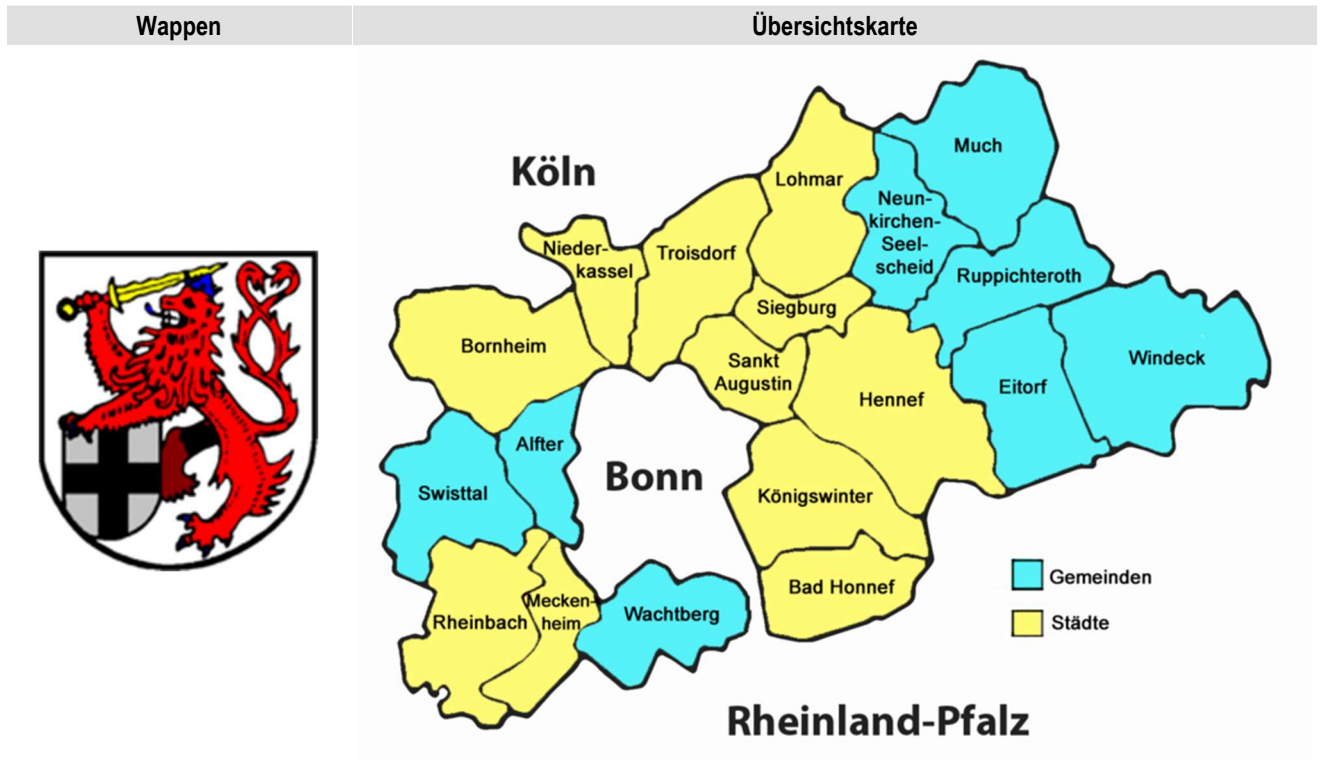 Wappen
Übersichtskarte
Köln
Much
Lohmar
Neun-
kirchen-
Seel-
scheid
Nieder-
kassel
Troisdorf
Ruppichteroth
Siegburg
Bornheim
Sankt
Augustin
Hennef
Eitorf
Windeck
Alfter
Bonn
Swisttal
Königswinter
Bad Honnef
Gemeinden
Städte
Rheinbach
Mecken-
heim
Wachtberg
Rheinland-Pfalz